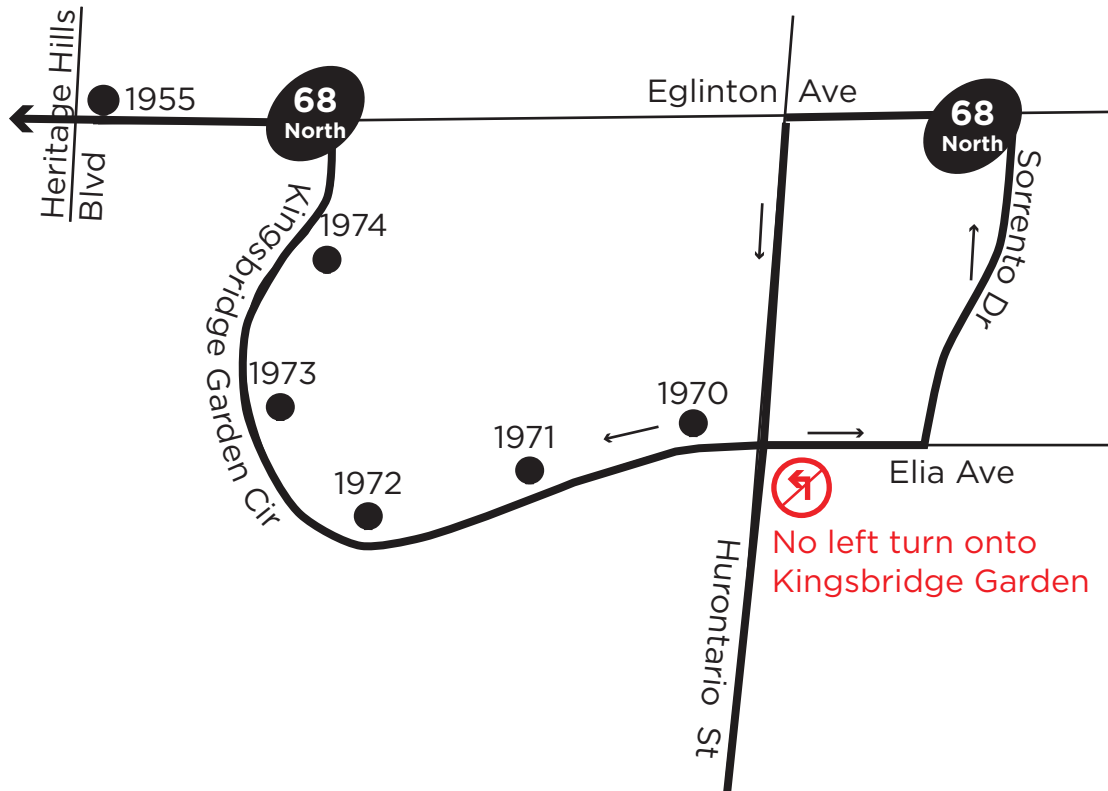 Heritage Hills
Blvd
1955
68
North
Eglinton Ave
68
North
Sorrento Dr
Kingsbridge Garden Cir
1974
1973
1972
1971
1970
Elia Ave
No left turn onto
Kingsbridge Garden
Hurontario St